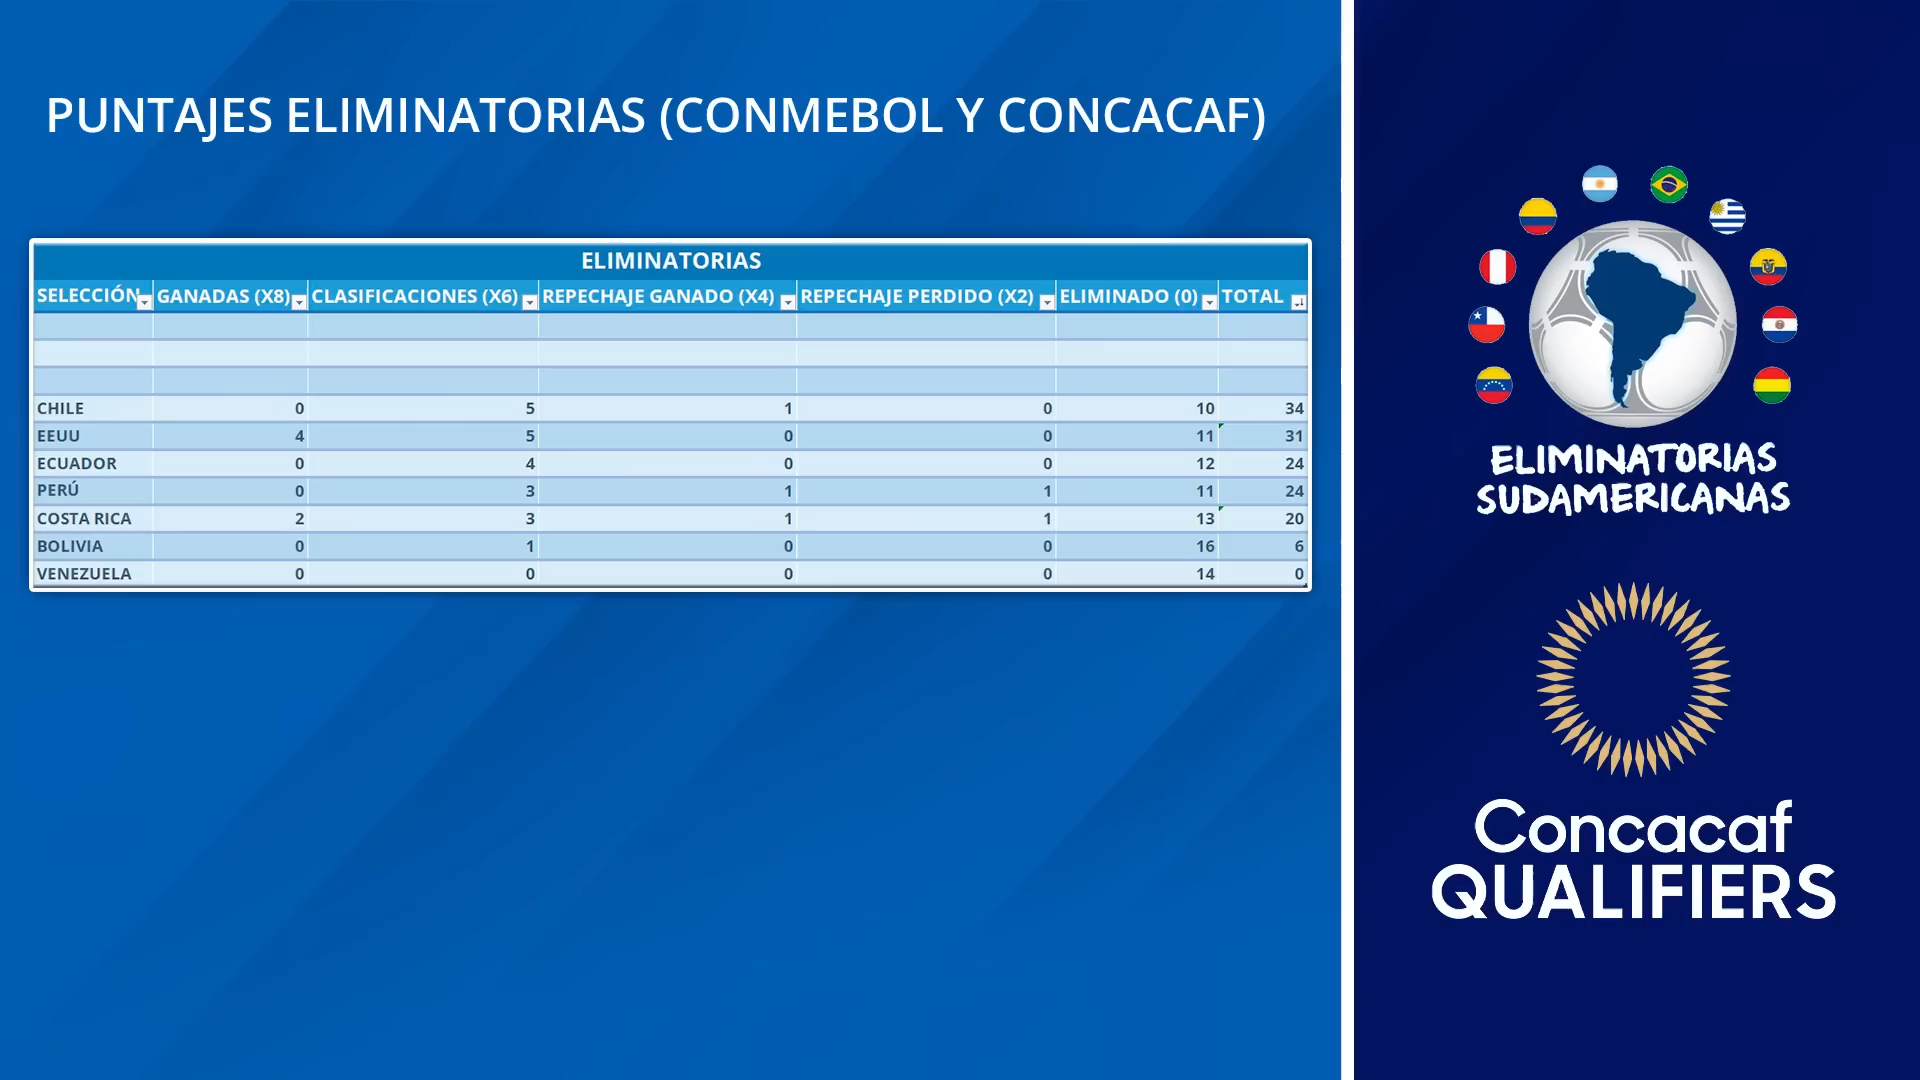 PUNTAJES ELIMINATORIAS (CONMEBOL Y CONCACAF)
ELIMINATORIAS
SELECCIÓN GANADAS (X8) CLASIFICACIONES (X6) REPECHAJE GANADO (X4) REPECHAJE PERDIDO (X2) ELIMINADO (0) TOTAL
CHILE 0 5 1 0 10 34
EEUU 4 5 0 0 11 31
ECUADOR 0 4 0 0 12 24
PERÚ 0 3 1 1 11 24
COSTA RICA 2 3 1 1 13 20
BOLIVIA 0 1 0 0 16 6
VENEZUELA 0 0 0 0 14 0
ELIMINATORIAS
SUDAMERICANAS
Concacaf
QUALIFIERS